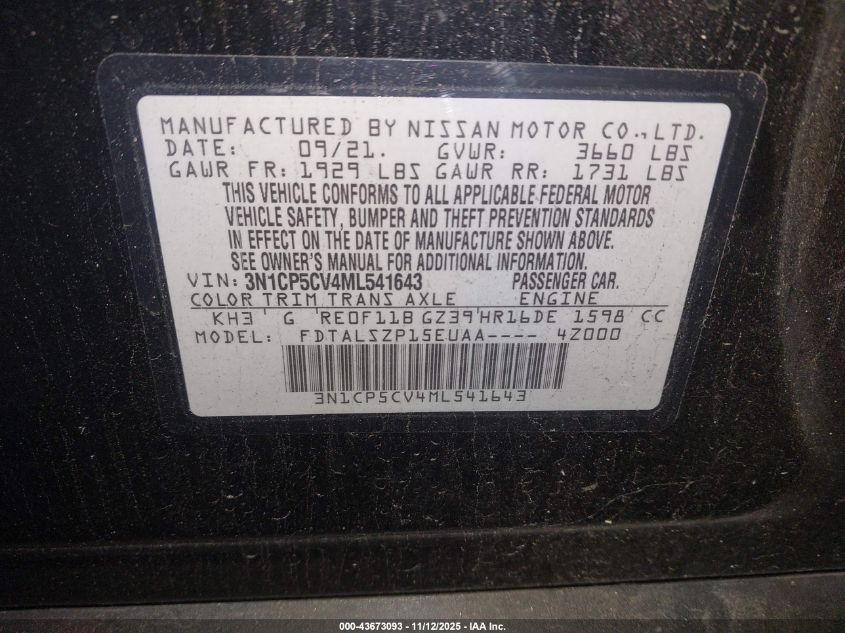 MANUFACTURED BY NISSAN MOTOR CO.,LTD.
DATE: 09/21. GVWR: 3660 LBS
GAWR FR: 1929 LBS GAWR RR: 1731 LBS
THIS VEHICLE CONFORMS TO ALL APPLICABLE FEDERAL MOTOR
VEHICLE SAFETY, BUMPER AND THEFT PREVENTION STANDARDS
IN EFFECT ON THE DATE OF MANUFACTURE SHOWN ABOVE.
SEE OWNER'S MANUAL FOR ADDITIONAL INFORMATION.
VIN: 3N1CP5CV4ML541643 PASSENGER CAR.
COLOR TRIM TRANS AXLE ENGINE
KH3 G RE0F11B GZ39 HR16DE 1598 CC
MODEL: FDTALSZP15EUAA---- 4Z000
3N1CP5CV4ML541643
000-43673093 - 11/12/2025 - IAA Inc.